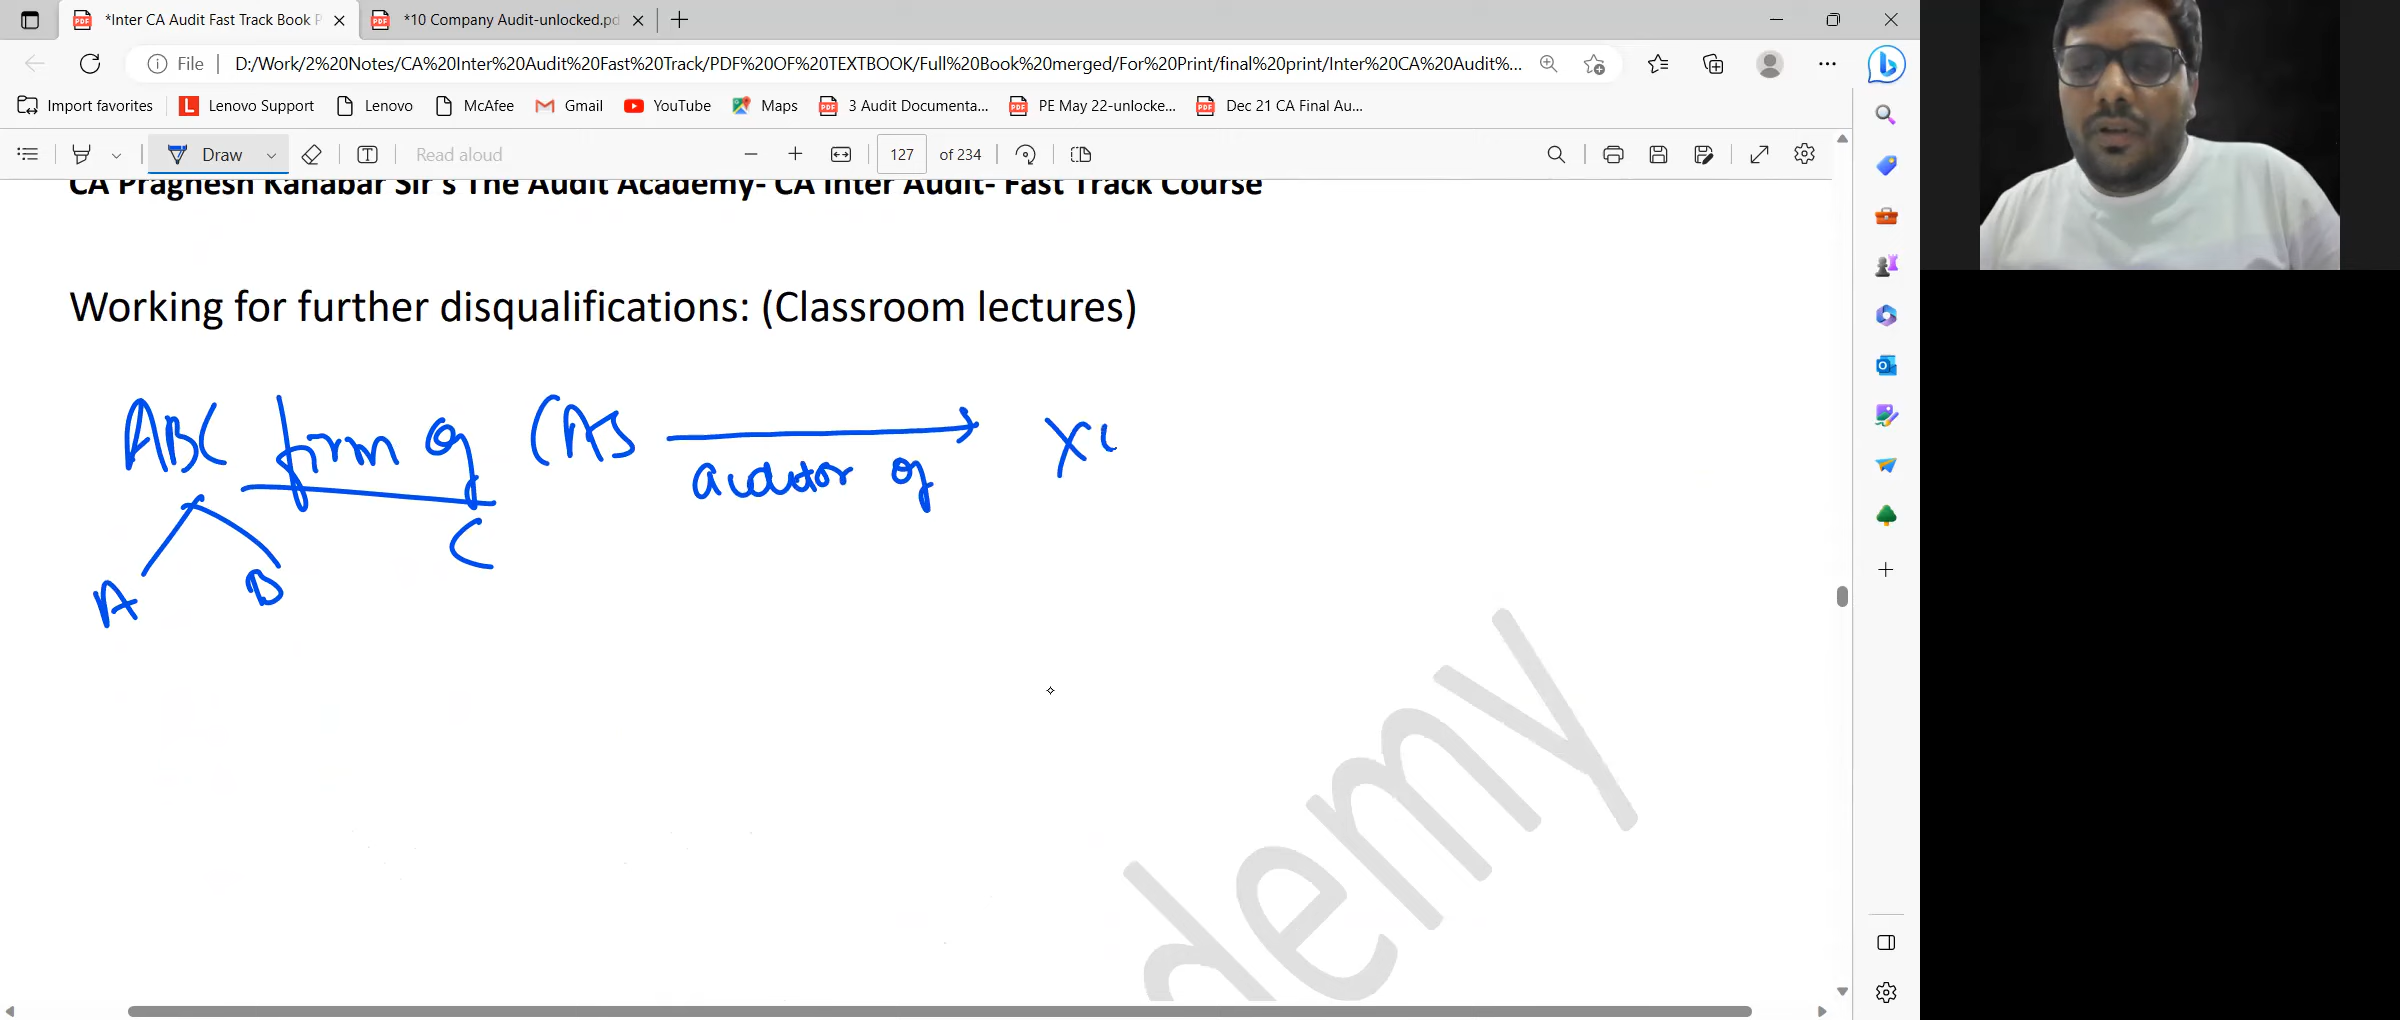 *Inter CA Audit Fast Track Book P
*10 Company Audit-unlocked.pd
File
D:/Work/2%20Notes/CA%20Inter%20Audit%20Fast%20Track/PDF%20OF%20TEXTBOOK/Full%20Book%20merged/For%20Print/final%20print/Inter%20CA%20Audit%...
Import favorites
Lenovo Support
Lenovo
McAfee
Gmail
YouTube
Maps
3 Audit Documenta...
PE May 22-unlocke...
Dec 21 CA Final Au...
Draw
Read aloud
127 of 234
CA Pragnesh Kanabar Sir's The Audit Academy- CA Inter Audit- Fast Track Course
Working for further disqualifications: (Classroom lectures)
ABC firm of CAs
auditor of
A B C
demy